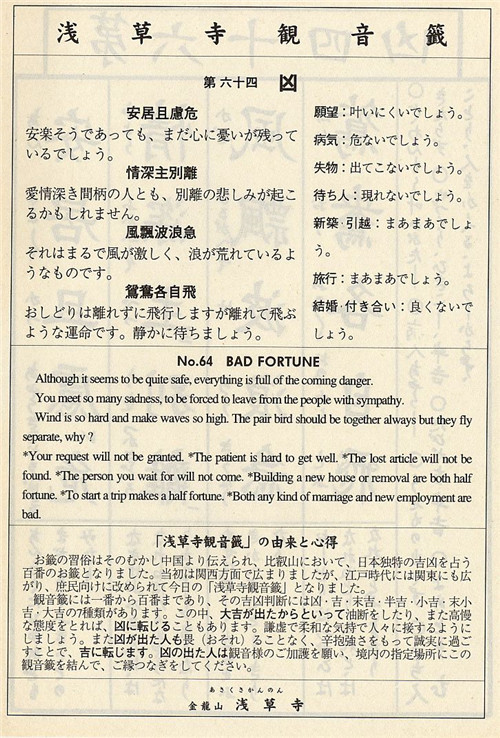 浅草寺観音籤
第六十四 凶
安居且慮危
安楽そうであっても、まだ心に憂いが残って
いるでしょう。
情深主別離
愛情深き間柄の人とも、別離の悲しみが起こ
るかもしれません。
風飄波浪急
それはまるで風が激しく、浪が荒れているよ
うなものです。
鴛鴦各自飛
おしどりは離れずに飛行しますが離れて飛ぶ
ような運命です。静かに待ちましょう。
願望：叶いにくいでしょう。
病気：危ないでしょう。
失物：出てこないでしょう。
待ち人：現れないでしょう。
新築・引越：まあまあでしょ
う。
旅行：まあまあでしょう。
結婚・付き合い：良くないで
しょう。
No.64 BAD FORTUNE
Although it seems to be quite safe, everything is full of the coming danger.
You meet so many sadness, to be forced to leave from the people with sympathy.
Wind is so hard and make waves so high. The pair bird should be together always but they fly
separate, why ?
*Your request will not be granted. *The patient is hard to get well. *The lost article will not be
found. *The person you wait for will not come. *Building a new house or removal are both half
fortune. *To start a trip makes a half fortune. *Both any kind of marriage and new employment are
bad.
「浅草寺観音籤」の由来と心得
お籤の習俗はそのむかし中国より伝えられ、比叡山において、日本独特の吉凶を占う
百番のお籤となりました。当初は関西方面で広まりましたが、江戸時代には関東にも広
がり、庶民向けに改められて今日の「浅草寺観音籤」となりました。
観音籤には一番から百番まであり、その吉凶判断には凶・吉・末吉・半吉・小吉・末小
吉・大吉の7種類があります。この中、大吉が出たからといって油断をしたり、また高慢
な態度をとれば、凶に転じることもあります。謙虚で柔和な気持で人々に接するように
しましょう。また凶が出た人も畏（おそれ）ることなく、辛抱強さをもって誠実に過ご
すことで、吉に転じます。凶の出た人は観音様のご加護を願い、境内の指定場所にこの
観音籤を結んで、ご縁つなぎをしてください。
あさくさかんのん
金龍山 浅草寺